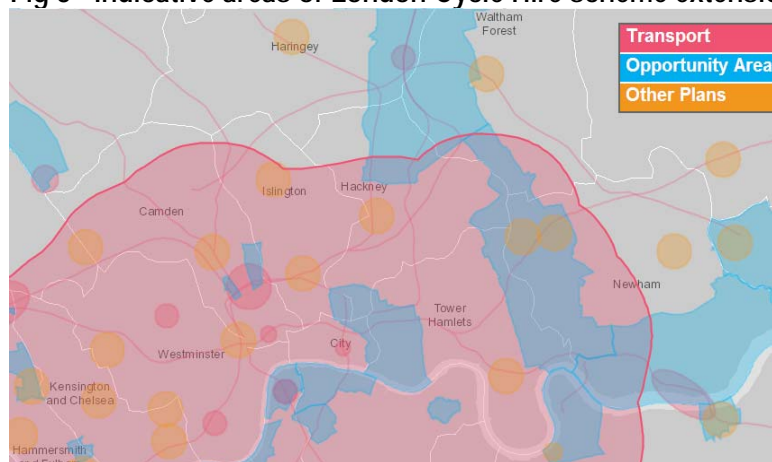 Waltham
Forest
Haringey
Transport
Opportunity Area
Other Plans
Islington
Hackney
Camden
Newham
Tower
Hamlets
City
Westminster
Kensington
and Chelsea
Hammersmith